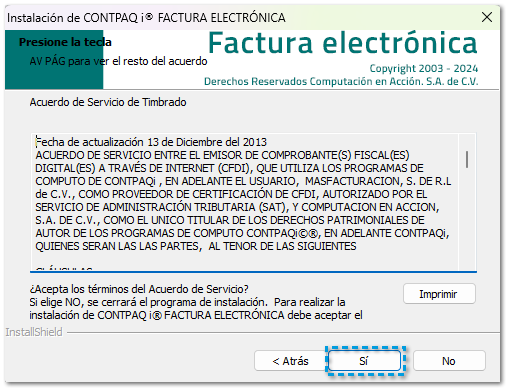 Instalación de CONTPAQ i® FACTURA ELECTRÓNICA
Presione la tecla
AV PÁG para ver el resto del acuerdo
Factura electrónica
Copyright 2003 - 2024
Derechos Reservados Computación en Acción. S.A. de C.V.
Acuerdo de Servicio de Timbrado
Fecha de actualización 13 de Diciembre del 2013
ACUERDO DE SERVICIO ENTRE EL EMISOR DE COMPROBANTE(S) FISCAL(ES)
DIGITAL(ES) A TRAVÉS DE INTERNET (CFDI), QUE UTILIZA LOS PROGRAMAS DE
COMPUTO DE CONTPAQi , EN ADELANTE EL USUARIO,  MASFACTURACION, S. DE R.L
de C.V., COMO PROVEEDOR DE CERTIFICACIÓN DE CFDI, AUTORIZADO POR EL
SERVICIO DE ADMINISTRACIÓN TRIBUTARIA (SAT), Y COMPUTACION EN ACCION,
S.A. DE C.V., COMO EL UNICO TITULAR DE LOS DERECHOS PATRIMONIALES DE
AUTOR DE LOS PROGRAMAS DE COMPUTO CONTPAQi©®, EN ADELANTE CONTPAQi,
QUIENES SERAN LAS LAS PARTES,  AL TENOR DE LAS SIGUIENTES
CLÁUSULAS
¿Acepta los términos del Acuerdo de Servicio?
Si elige NO, se cerrará el programa de instalación.  Para realizar la
instalación de CONTPAQ i® FACTURA ELECTRÓNICA debe aceptar el
Imprimir
InstallShield
< Atrás
Sí
No